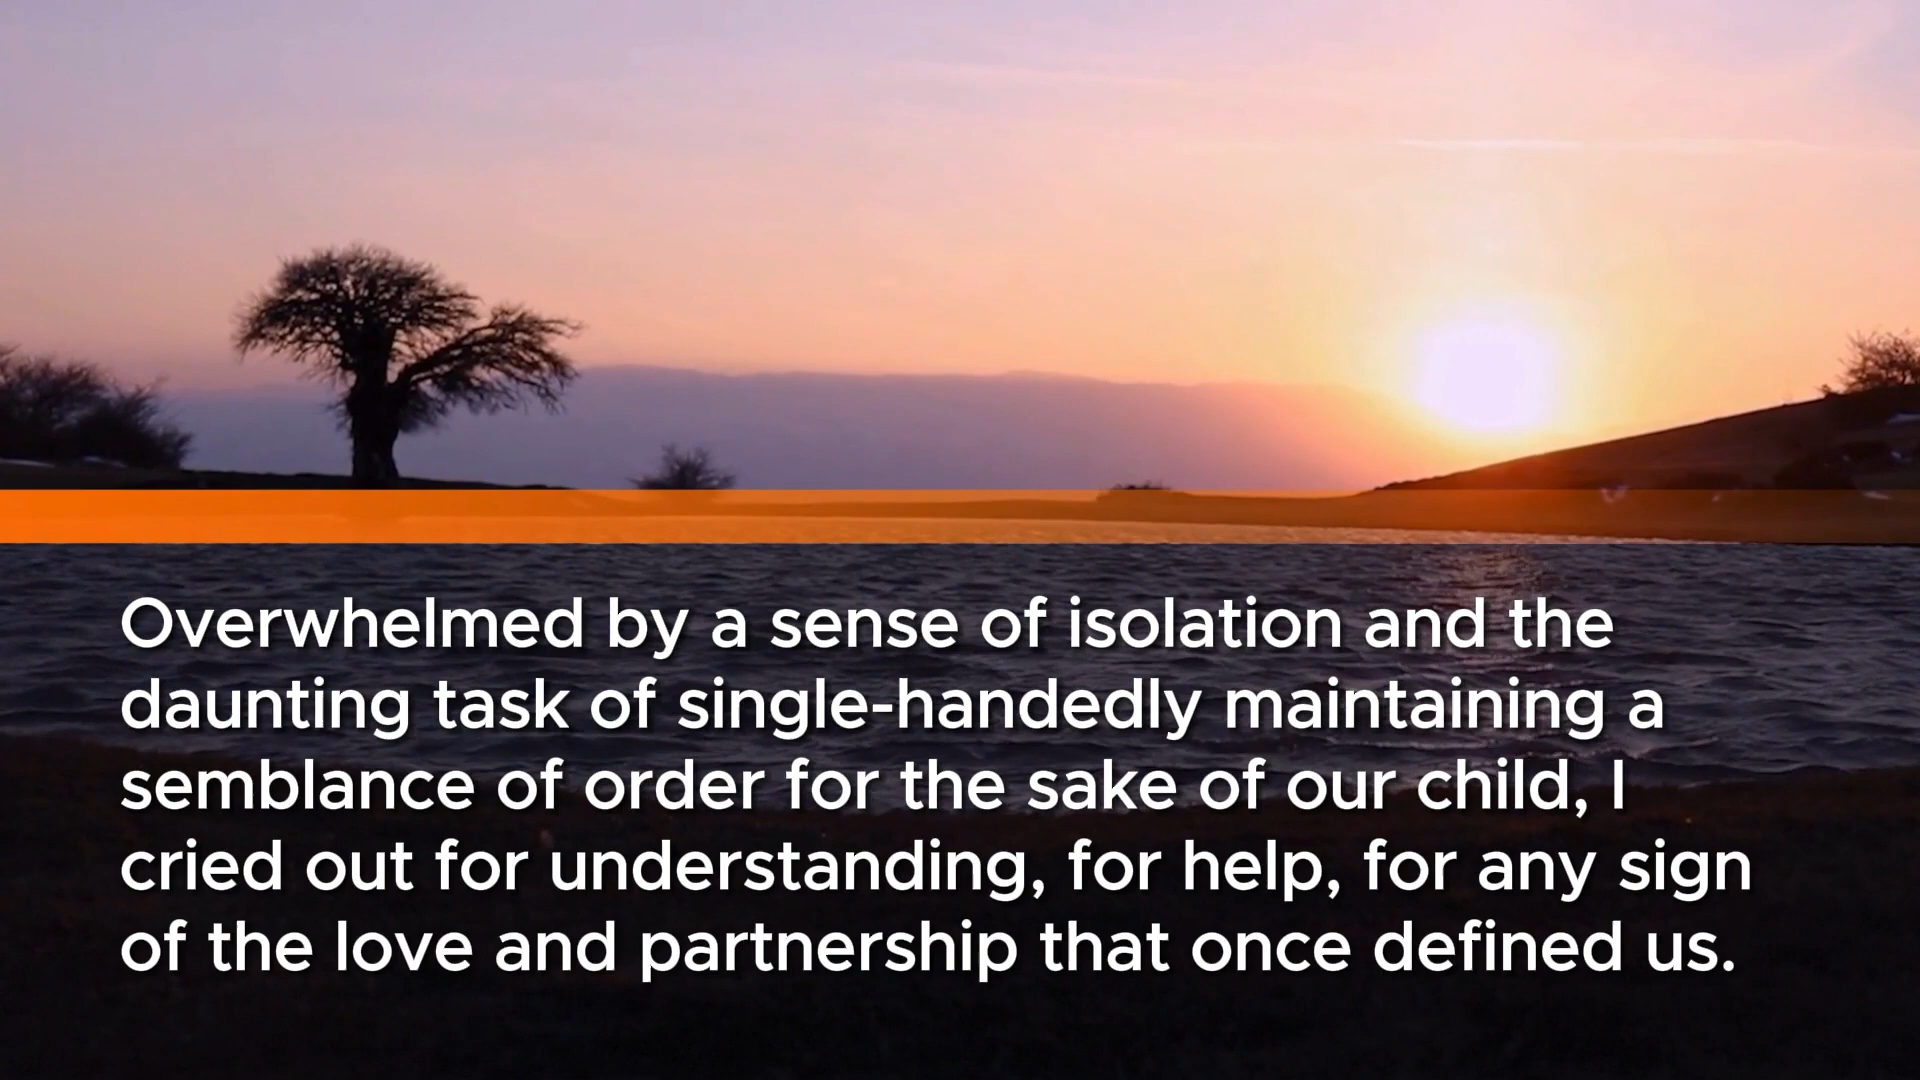 Overwhelmed by a sense of isolation and the
daunting task of single-handedly maintaining a
semblance of order for the sake of our child, I
cried out for understanding, for help, for any sign
of the love and partnership that once defined us.